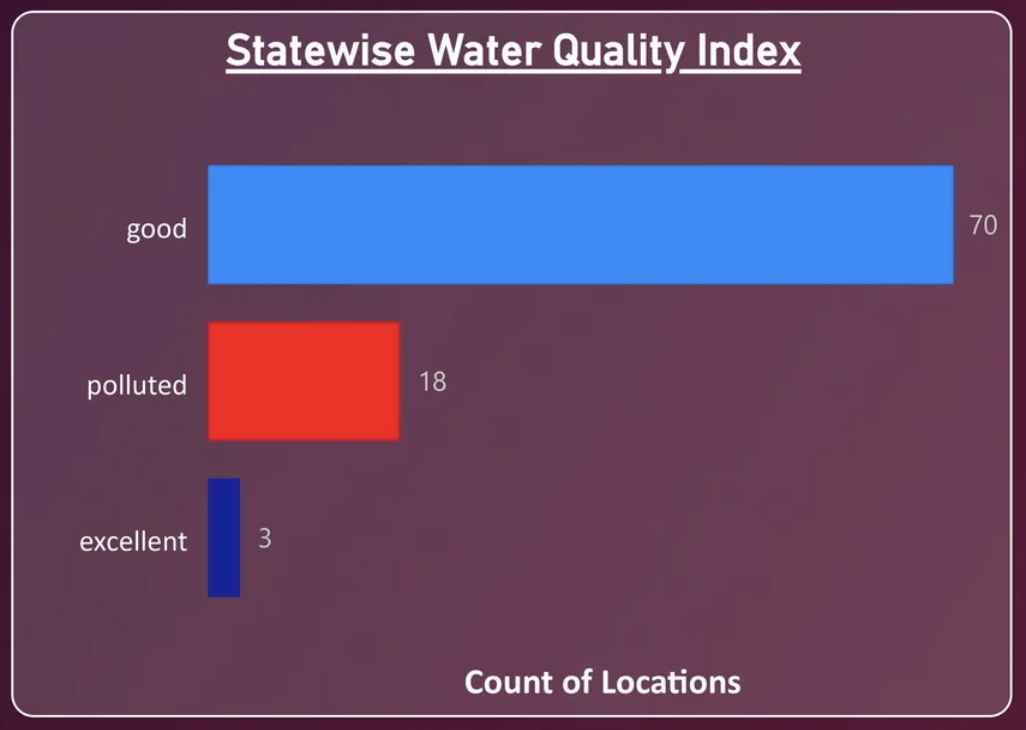 Statewise Water Quality Index
good 70
polluted 18
excellent 3
Count of Locations